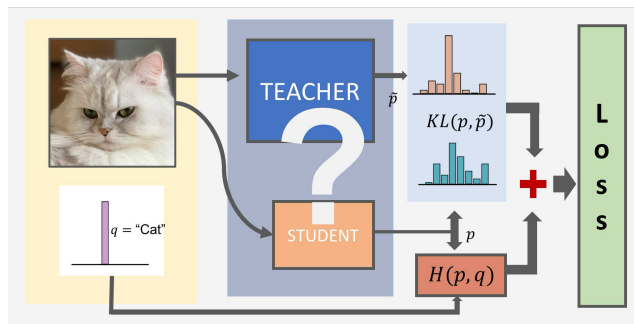 TEACHER
?
STUDENT
q = "Cat"
p̃
KL(p, p̃)
p
H(p, q)
+
L
o
s
s